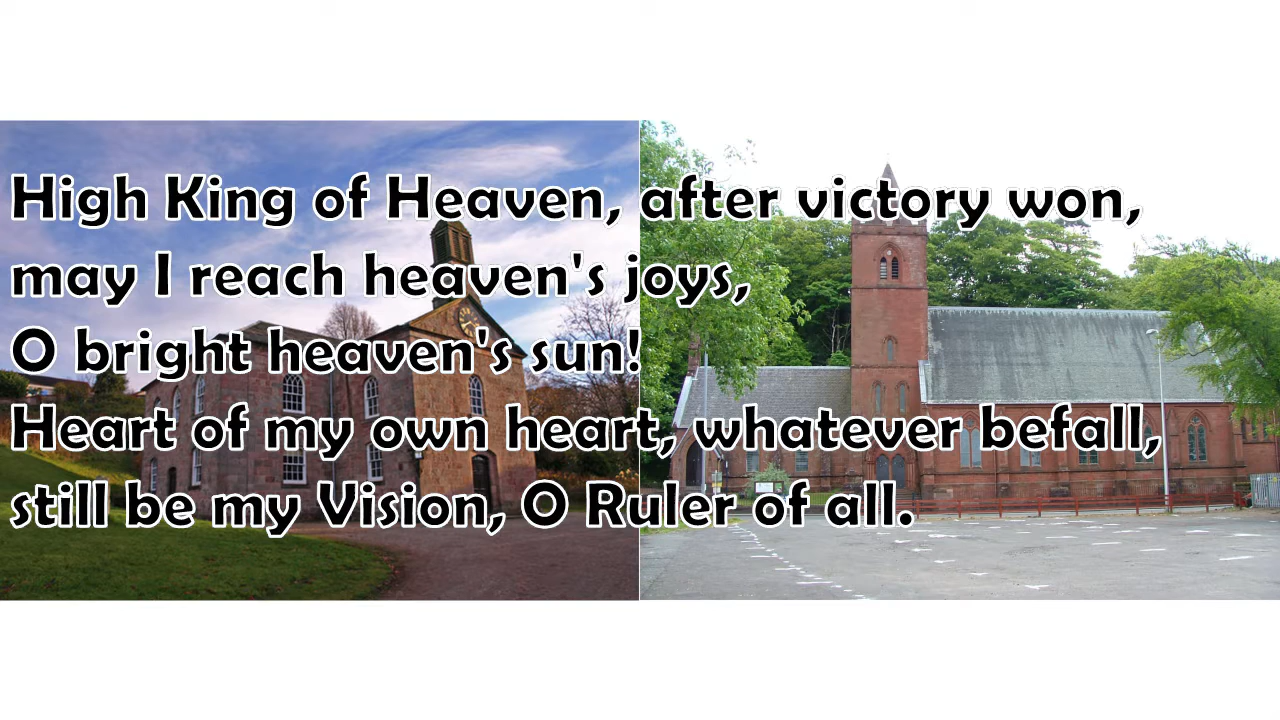 High King of Heaven, after victory won,
may I reach heaven's joys,
O bright heaven's sun!
Heart of my own heart, whatever befall,
still be my Vision, O Ruler of all.